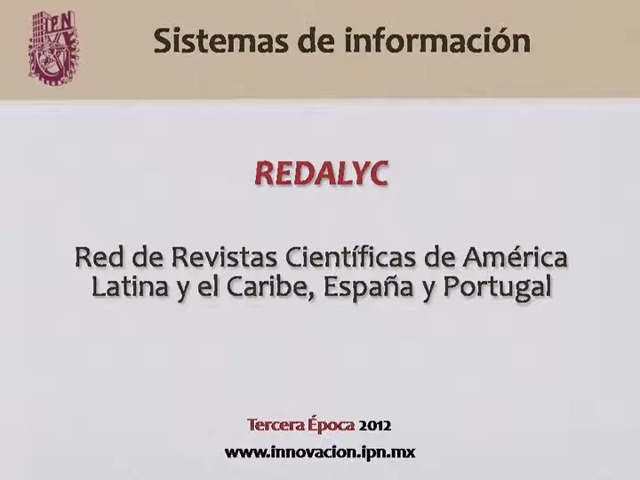 IPN
Sistemas de información
REDALYC
Red de Revistas Científicas de América
Latina y el Caribe, España y Portugal
Tercera Época 2012
www.innovacion.ipn.mx